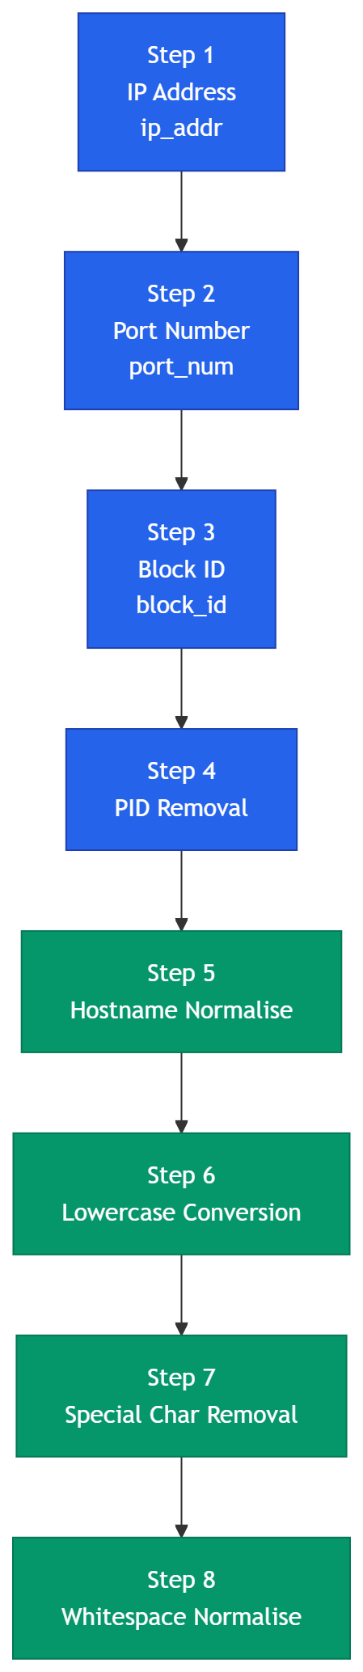 Step 1
IP Address
ip_addr
Step 2
Port Number
port_num
Step 3
Block ID
block_id
Step 4
PID Removal
Step 5
Hostname Normalise
Step 6
Lowercase Conversion
Step 7
Special Char Removal
Step 8
Whitespace Normalise